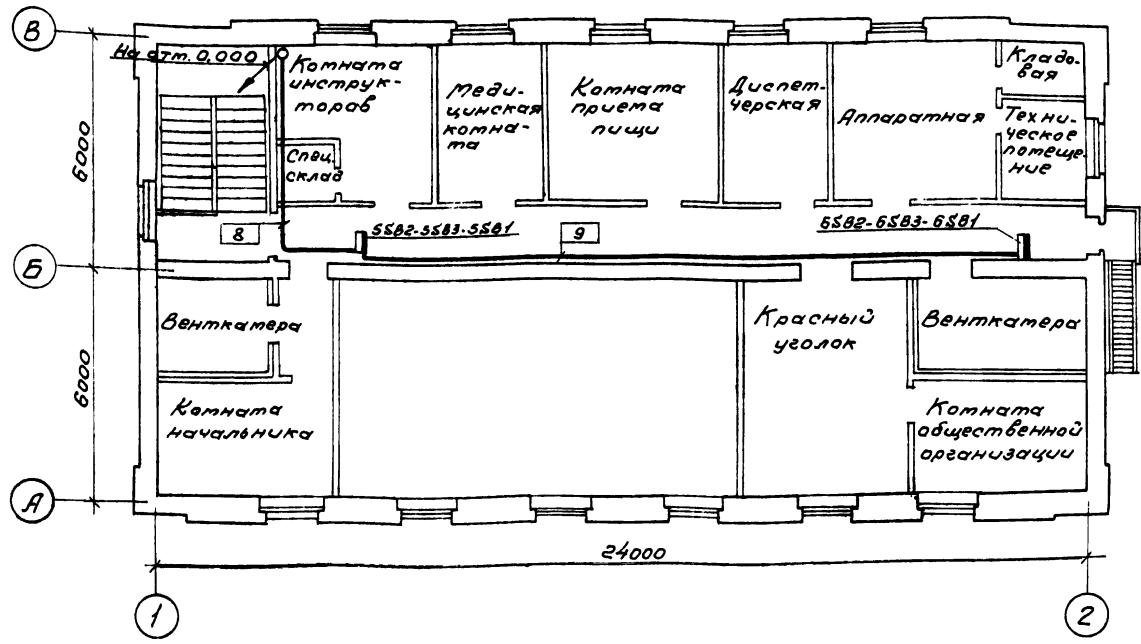 В
На отм. 0,000
Комната
инструк-
торов
Меди-
цинская
комна-
та
Комната
приема
пищи
Диспет-
черская
Аппаратная
Кладо-
вая
Техни-
ческое
помеще-
ние
Спец.
склад
6000
8
5SB2-5SB3-5SB1
9
6SB2-6SB3-6SB1
Б
Венткамера
Красный
уголок
Венткамера
6000
Комната
начальника
Комната
общественной
организации
А
24000
1
2